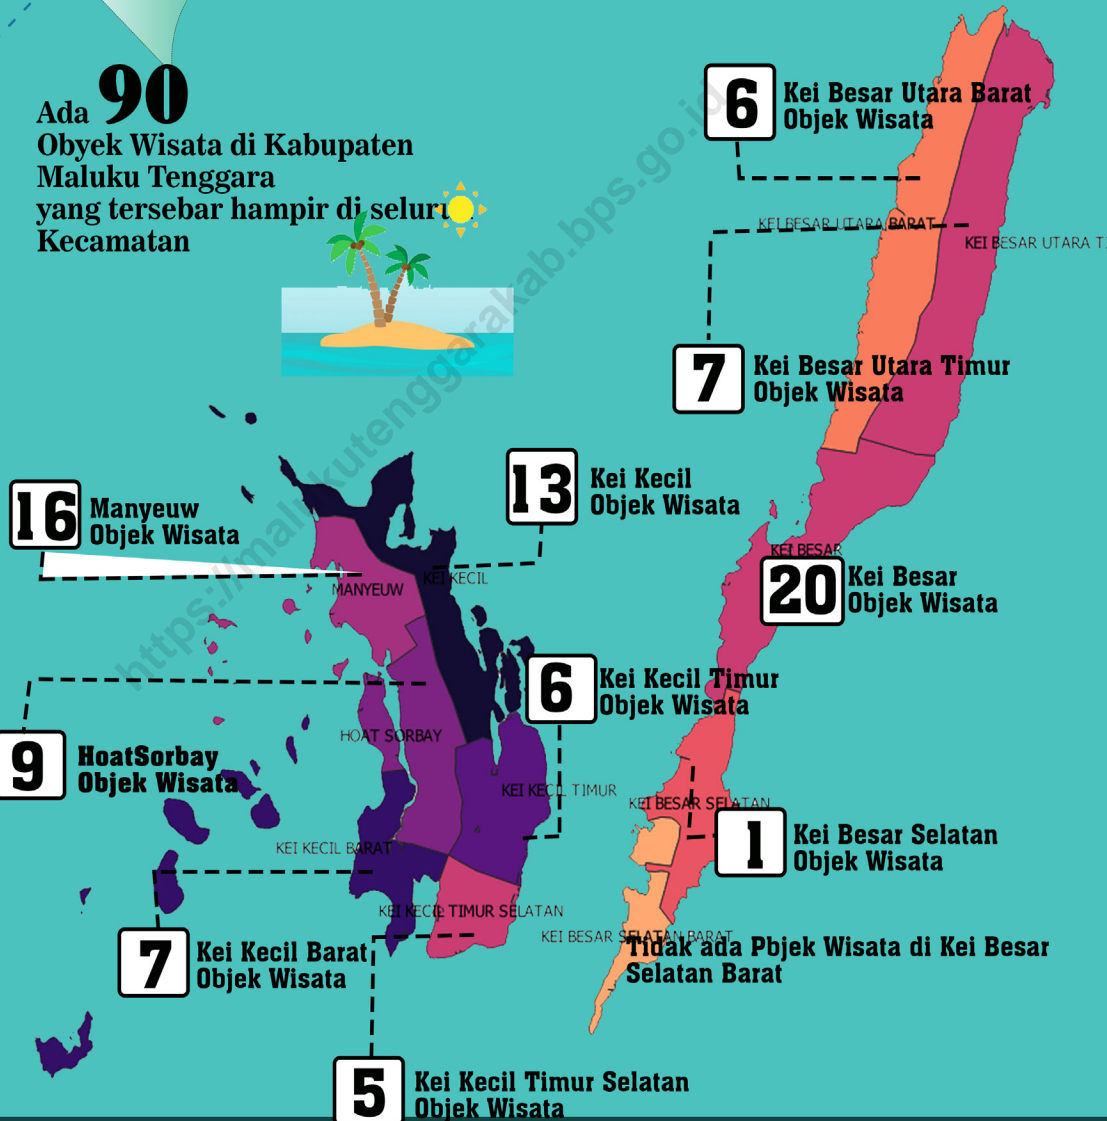 Ada 90
Obyek Wisata di Kabupaten
Maluku Tenggara
yang tersebar hampir di
Kecamatan
6
Kei Besar Utara Barat
Objek Wisata
KEI BESAR UTARA BARAT
KEI BESAR UTARA T
7
Kei Besar Utara Timur
Objek Wisata
16
Manyeuw
Objek Wisata
13
Kei Kecil
Objek Wisata
MANYEUW
KEI KECIL
KEI BESAR
20
Kei Besar
Objek Wisata
6
Kei Kecil Timur
Objek Wisata
9
HoatSorbay
Objek Wisata
HOAT SORBAY
KEI KECIL TIMUR
KEI BESAR SELATAN
1
Kei Besar Selatan
Objek Wisata
KEI KECIL BARAT
KEI KECIL TIMUR SELATAN
KEI BESAR SELATAN BARAT
Tidak ada Pbjek Wisata di Kei Besar
Selatan Barat
7
Kei Kecil Barat
Objek Wisata
5
Kei Kecil Timur Selatan
Objek Wisata
https://malukutenggarakab.bps.go.id